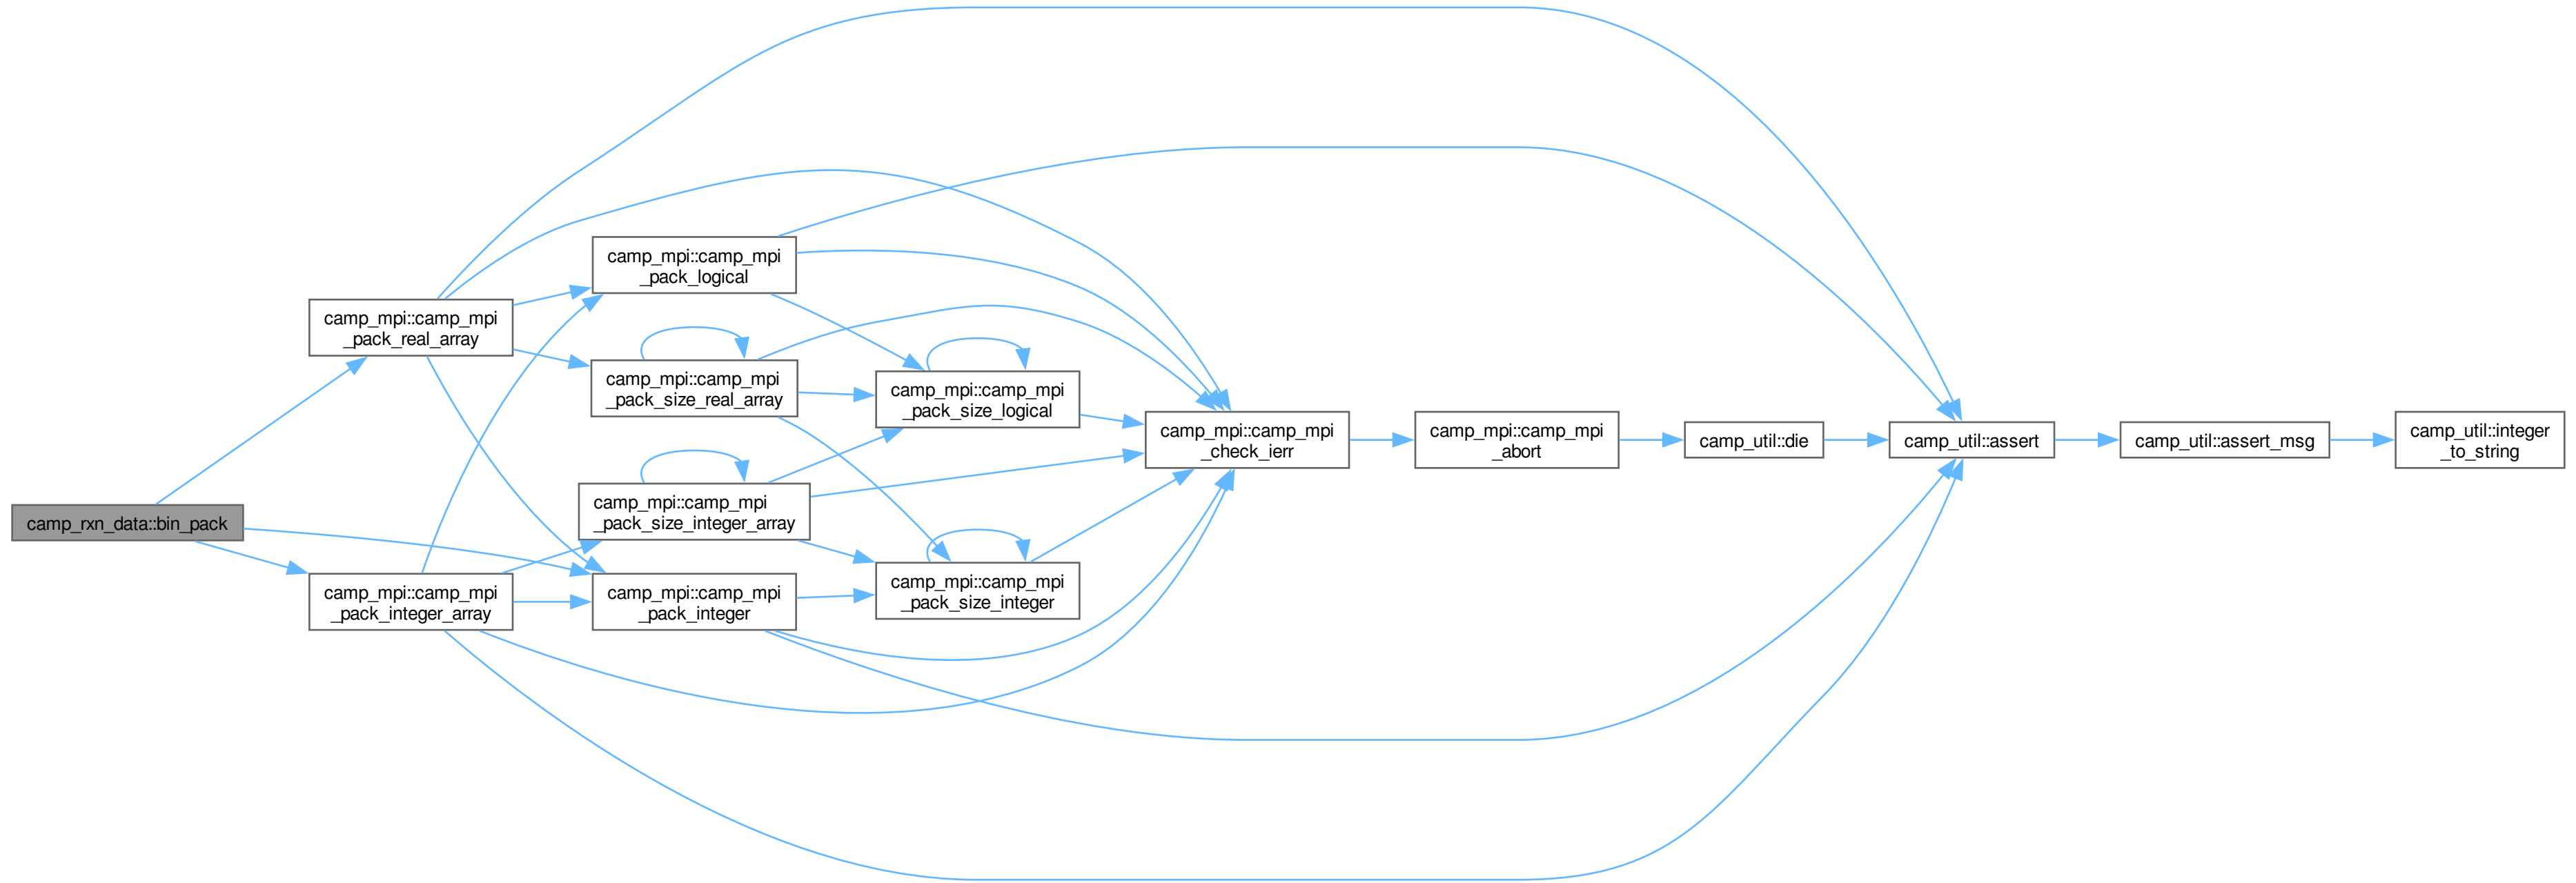 camp_rxn_data::bin_pack
camp_mpi::camp_mpi
_pack_real_array
camp_mpi::camp_mpi
_pack_integer_array
camp_mpi::camp_mpi
_pack_logical
camp_mpi::camp_mpi
_pack_size_real_array
camp_mpi::camp_mpi
_pack_size_integer_array
camp_mpi::camp_mpi
_pack_integer
camp_mpi::camp_mpi
_pack_size_logical
camp_mpi::camp_mpi
_pack_size_integer
camp_mpi::camp_mpi
_check_ierr
camp_mpi::camp_mpi
_abort
camp_util::die
camp_util::assert
camp_util::assert_msg
camp_util::integer
_to_string